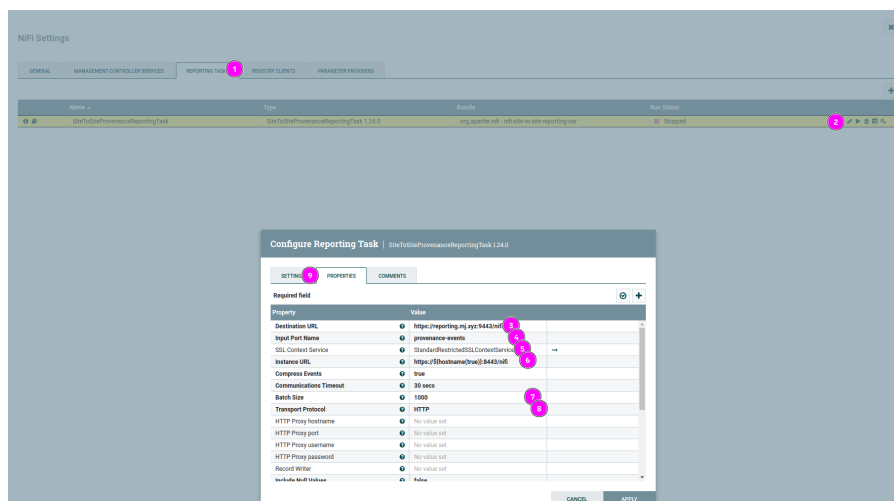 NiFi Settings
GENERAL MANAGEMENT CONTROLLER SERVICES REPORTING TASK 1 REGISTRY CLIENTS PARAMETER PROVIDERS
Name Type Bundle Run Status
SiteToSiteProvenanceReportingTask SiteToSiteProvenanceReportingTask 1.24.0 org.apache.nifi - nifi-site-to-site-reporting-nar Stopped 2
Configure Reporting Task | SiteToSiteProvenanceReportingTask 1.24.0
SETTING 9 PROPERTIES COMMENTS
Required field
Property Value
Destination URL https://reporting.mj.xyz:9443/nifi 3
Input Port Name provenance-events 4
SSL Context Service StandardRestrictedSSLContextService 5
Instance URL https://${hostname(true)}:8443/nifi 6
Compress Events true
Communications Timeout 30 secs
Batch Size 1000 7
Transport Protocol HTTP 8
HTTP Proxy hostname No value set
HTTP Proxy port No value set
HTTP Proxy username No value set
HTTP Proxy password No value set
Record Writer No value set
Include Null Values false
CANCEL APPLY